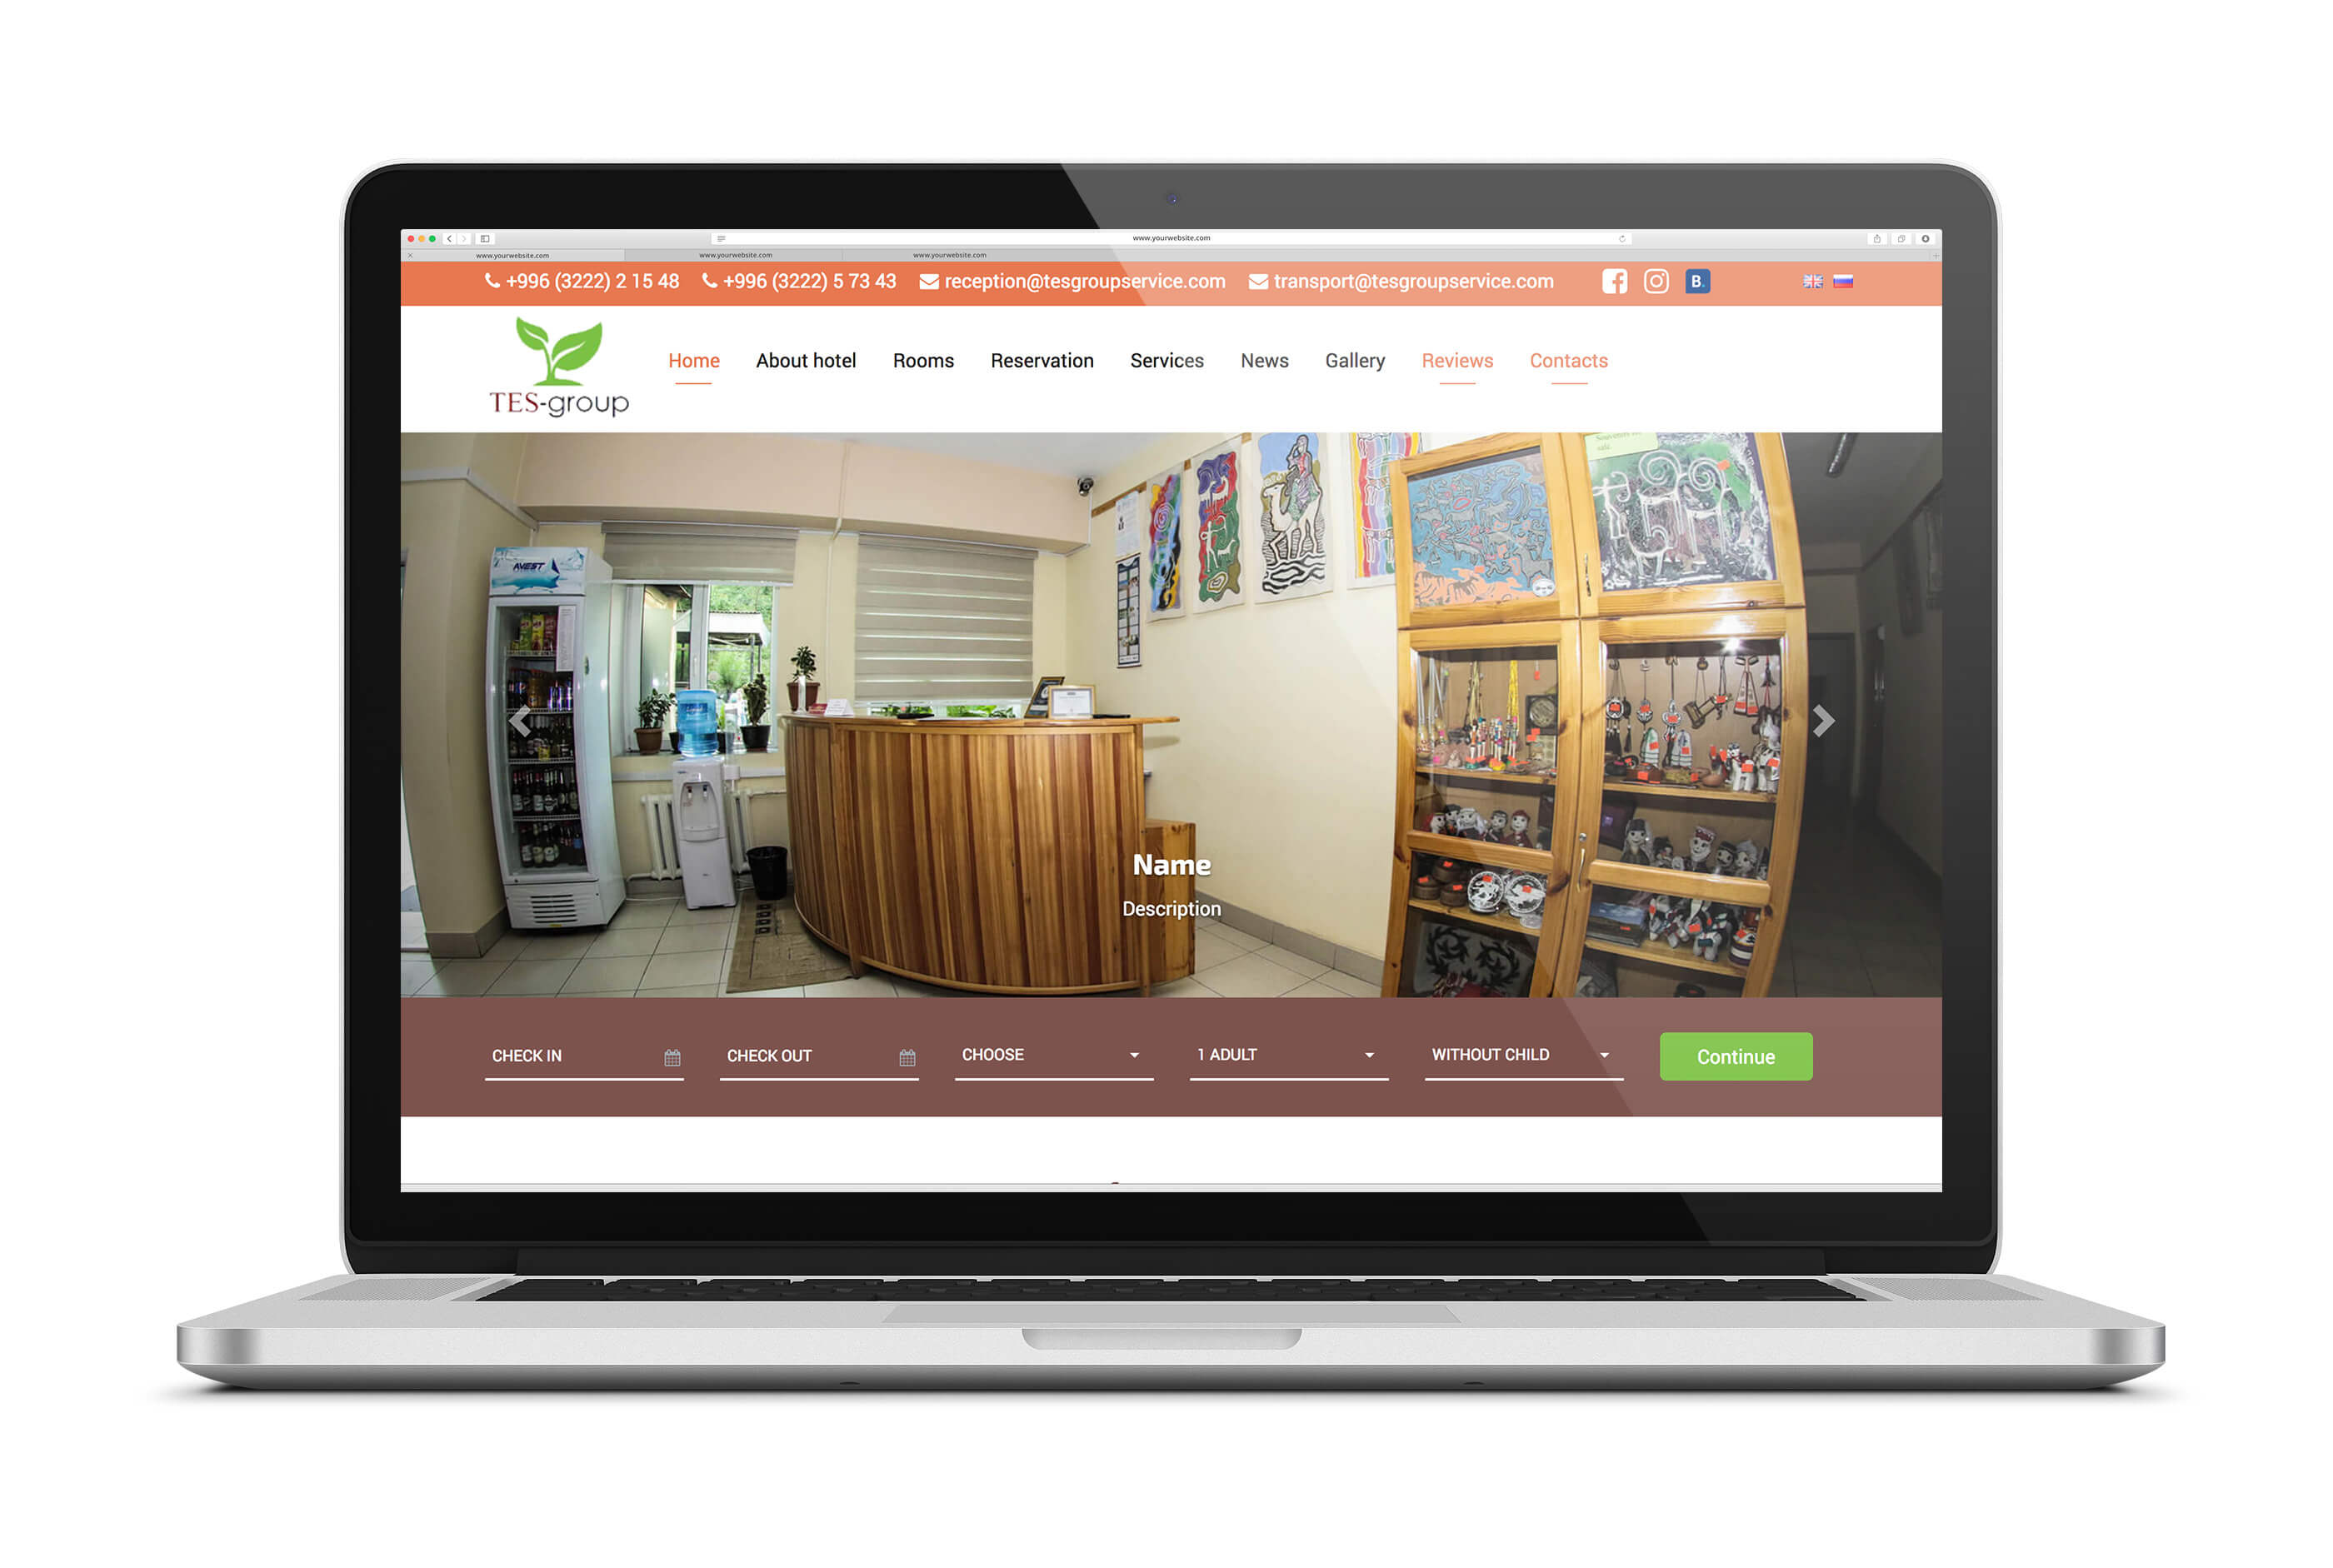 www.yourwebsite.com
www.yourwebsite.com www.yourwebsite.com www.yourwebsite.com
+996 (3222) 2 15 48 +996 (3222) 5 73 43 reception@tesgroupservice.com transport@tesgroupservice.com B.
TES-group
Home About hotel Rooms Reservation Services News Gallery Reviews Contacts
Souvenirs
AVEST
Name
Description
CHECK IN CHECK OUT CHOOSE 1 ADULT WITHOUT CHILD Continue